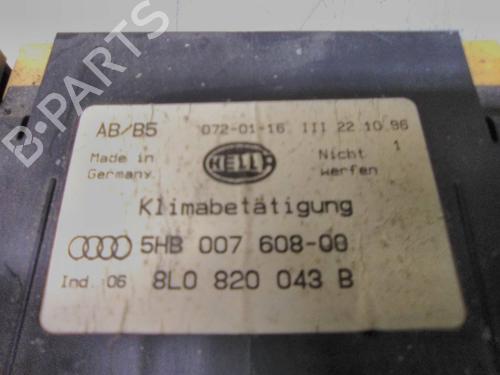 B-PARTS
AB/B5 072-01-16 III 22.10.96
Made in Germany HELLA Nicht werfen 1
Klimabetätigung
5HB 007 608-00
Ind. 06 8L0 820 043 B